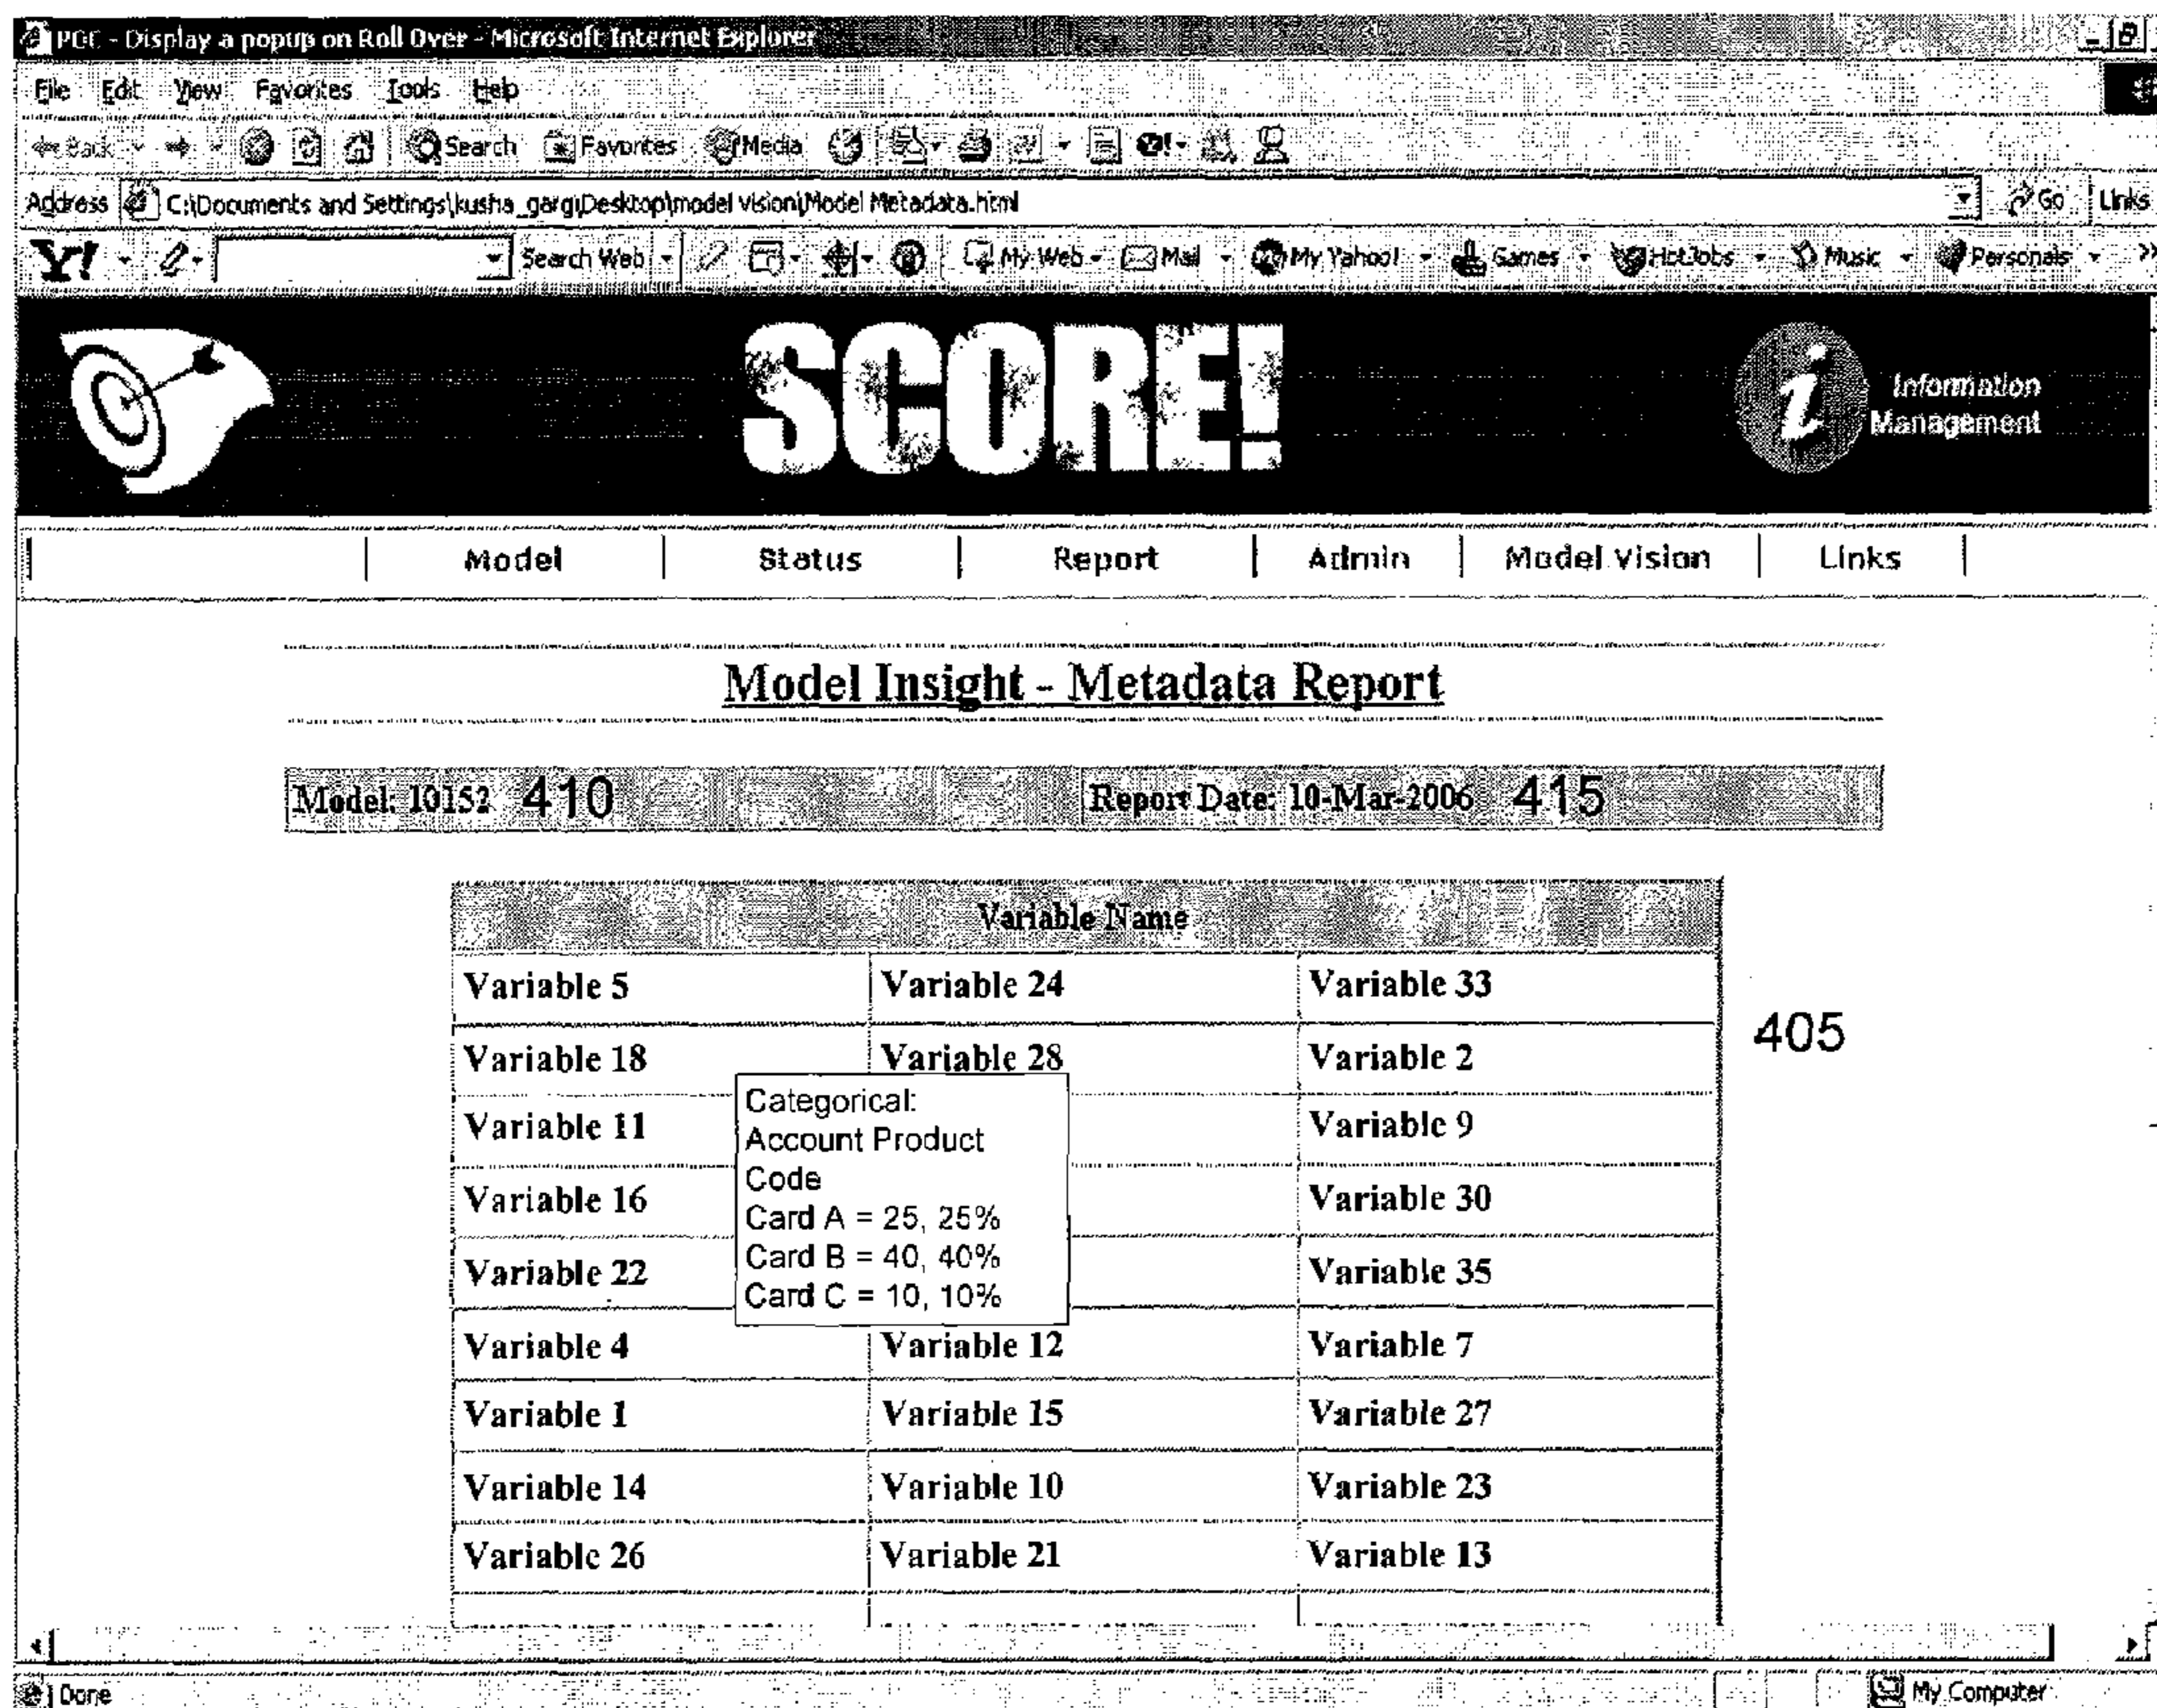 PGC - Display a popup on Roll Over - Microsoft Internet Explorer
File Edit View Favorites Tools Help
Back Search Favorites Media
Address C:\Documents and Settings\kusha_garg\Desktop\model vision\Model Metadata.html Go Links
Y! Search Web My Web Mail My Yahoo! Games HotJobs Music Personals »
SCORE!
i Information
Management
Model Status Report Admin Model Vision Links
Model Insight - Metadata Report
Model: 10152 410 Report Date: 10-Mar-2006 415
Variable Name
Variable 5 Variable 24 Variable 33
405
Variable 18 Variable 28 Variable 2
Categorical:
Account Product
Code
Card A = 25, 25%
Card B = 40, 40%
Card C = 10, 10%
Variable 11 Variable 9
Variable 16 Variable 30
Variable 22 Variable 35
Variable 4 Variable 12 Variable 7
Variable 1 Variable 15 Variable 27
Variable 14 Variable 10 Variable 23
Variable 26 Variable 21 Variable 13
Done My Computer